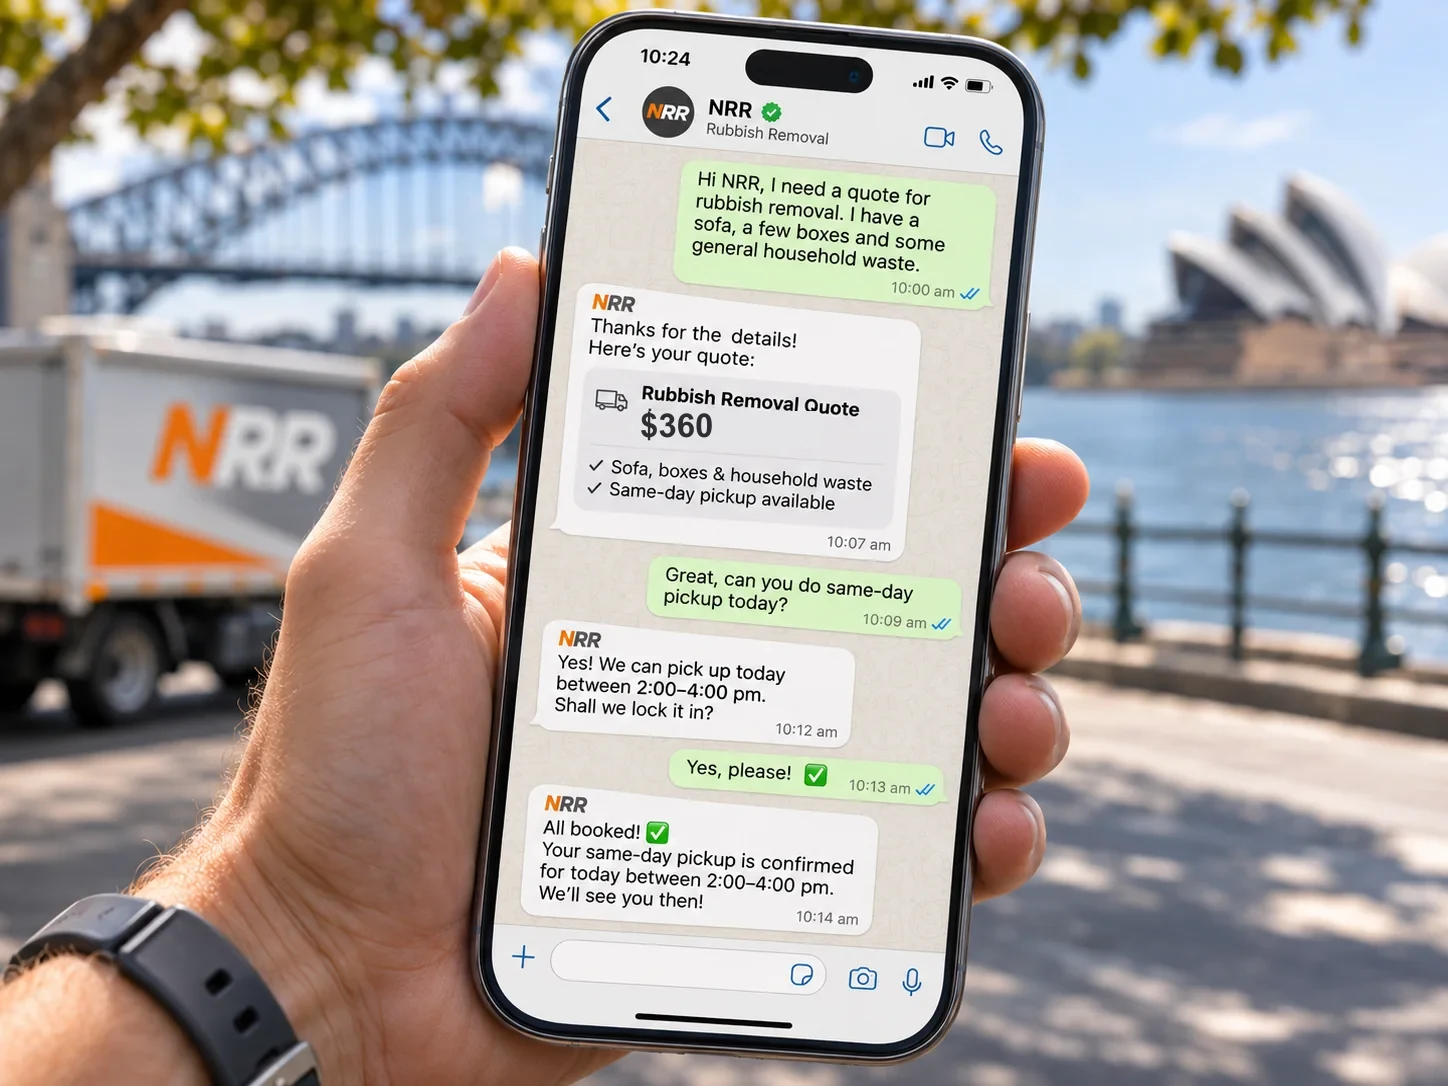 10:24
NRR
NRR
Rubbish Removal
Hi NRR, I need a quote for
rubbish removal. I have a
sofa, a few boxes and some
general household waste.
10:00 am
NRR
Thanks for the details!
Here's your quote:
Rubbish Removal Quote
$360
Sofa, boxes & household waste
Same-day pickup available
10:07 am
Great, can you do same-day
pickup today?
10:09 am
NRR
Yes! We can pick up today
between 2:00–4:00 pm.
Shall we lock it in?
10:12 am
Yes, please! ✅
10:13 am
NRR
All booked! ✅
Your same-day pickup is confirmed
for today between 2:00–4:00 pm.
We'll see you then!
10:14 am
NRR